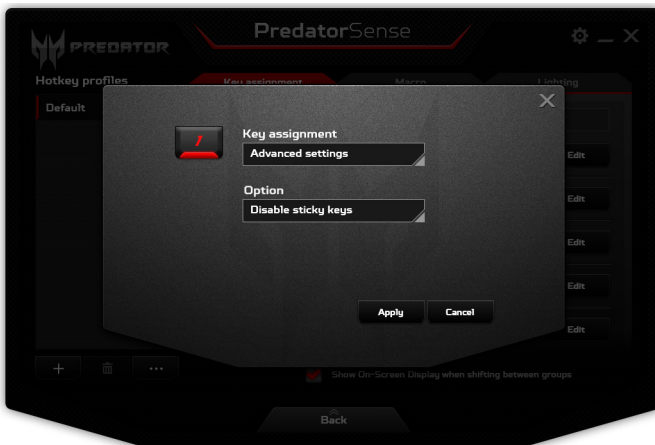 PREDATOR
PredatorSense
Hotkey profiles
Key assignment
Macro
Lighting
Default
1
Key assignment
Advanced settings
Edit
Option
Edit
Disable sticky keys
Edit
Edit
Apply
Cancel
Edit
Show On-Screen Display when shifting between groups
Back